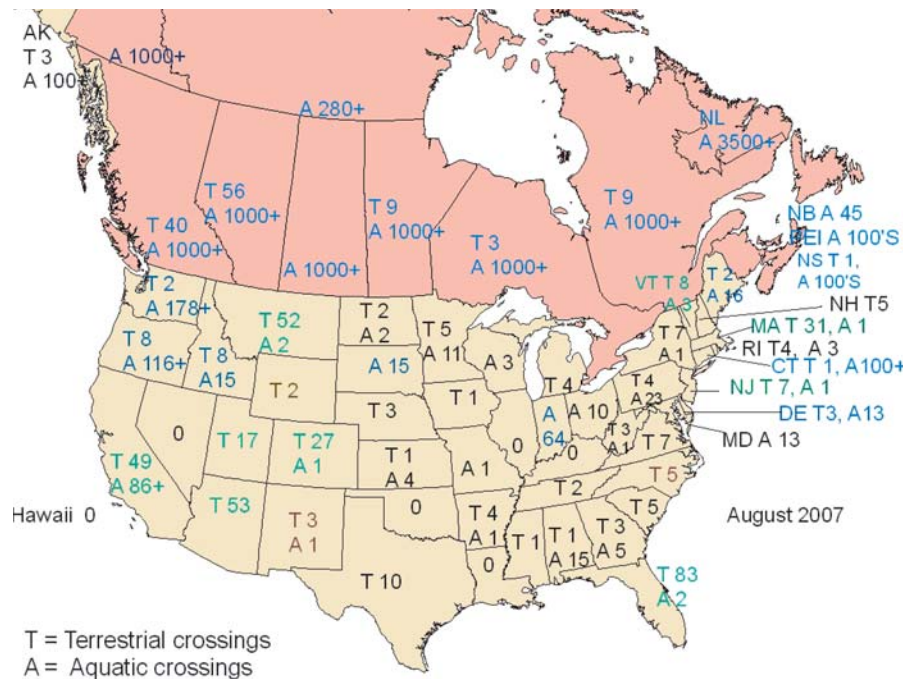 AK
T 3
A 100+
A 1000+
A 280+
NL
A 3500+
T 40
A 1000+
T 56
A 1000+
A 1000+
T 9
A 1000+
T 3
A 1000+
T 9
A 1000+
NB A 45
PEI A 100'S
NS T 1,
A 100'S
T 2
A 178+
T 8
A 116+
T 8
A15
T 52
A 2
T 2
A 2
T 5
A 11
A 3
T 4
VT T 8
A 3
T 2
A 16
NH T5
MA T 31, A 1
RI T4, A 3
CT T 1, A100+
NJ T 7, A 1
DE T3, A13
MD A 13
T 7
A 1
T 4
A 23
A 15
T 2
T 3
T 1
0
A
64
A 10
0
T 3
A 1
T 7
T 49
A 86+
0
T 17
T 27
A 1
T 1
A 4
A 1
T 2
T 5
T 5
Hawaii 0
T 53
T 3
A 1
0
T 4
A 1
T 1
T 1
A 15
T 3
A 5
August 2007
T 10
0
T 83
A 2
T = Terrestrial crossings
A = Aquatic crossings